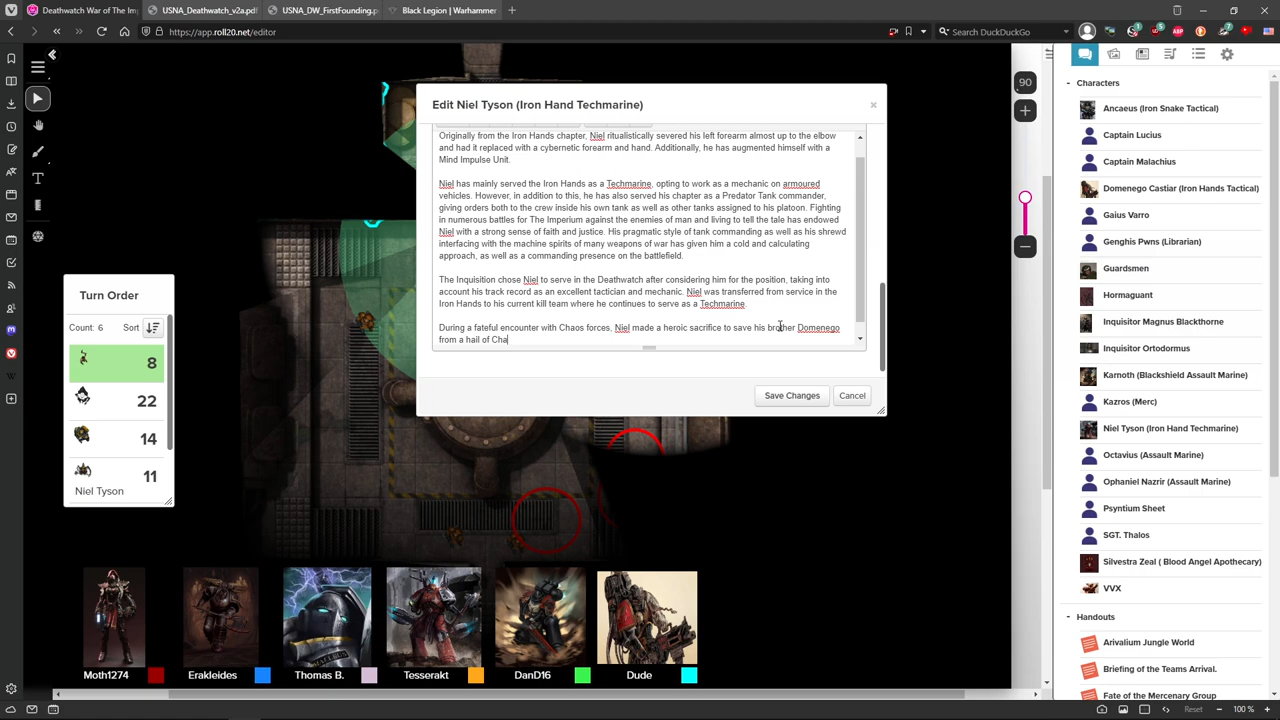 Deathwatch War of The Im
USNA_Deathwatch_v2a.pdf
USNA_DW_FirstFounding.p
Black Legion | Warhammer
https://app.roll20.net/editor
Search DuckDuckGo
Edit Niel Tyson (Iron Hand Techmarine)
Originally from the Iron Hands chapter, Niel ritualistically severed his left forearm almost up to the elbow
and had it replaced with a cybernetic forearm and hand. Additionally, he has augmented himself with a
Mind Impulse Unit.
Niel has mainly served the Iron Hands as a Techmarine, opting to work as a mechanic on armoured
vehicles. However, in addition to this, he has also served his chapter as a Predator Tank commander,
giving orders both to the crew inside his own tank as well as other tanks assigned to his platoon. Fighting
in numerous battles for The Imperium against the enemies of man and living to tell the tale has endowed
Niel with a strong sense of faith and justice. His pragmatic style of tank commanding as well as his shrewd
interfacing with the machine spirits of many weapons of war has given him a cold and calculating
approach, as well as a commanding presence on the battlefield.
The Inquisition chose Niel to serve in the Deathwatch after considering him for the position, taking into
account his track record as an excellent tactician and mechanic. Niel was transferred from service in the
Iron Hands to his current kill team where he continues to serve as a Techmarine.
During a fateful encounter with Chaos forces, Niel made a heroic sacrifice to save his brother Domenego
from a hail of Cha
Save Changes
Cancel
Turn Order
Count: 6
Sort
8
22
14
11
Niel Tyson
Moth1274
Erakleides
Thomas B.
Tesserakt
DanD16
Dude
90
Characters
Ancaeus (Iron Snake Tactical)
Captain Lucius
Captain Malachius
Domenego Castiar (Iron Hands Tactical)
Gaius Varro
Genghis Pwns (Librarian)
Guardsmen
Hormaguant
Inquisitor Magnus Blackthorne
Inquisitor Ortodormus
Karnoth (Blackshield Assault Marine)
Kazros (Merc)
Niel Tyson (Iron Hand Techmarine)
Octavius (Assault Marine)
Ophaniel Nazrir (Assault Marine)
Psyntium Sheet
SGT. Thalos
Silvestra Zeal ( Blood Angel Apothecary)
VVX
Handouts
Arivalium Jungle World
Briefing of the Teams Arrival.
Fate of the Mercenary Group
Reset
100 %